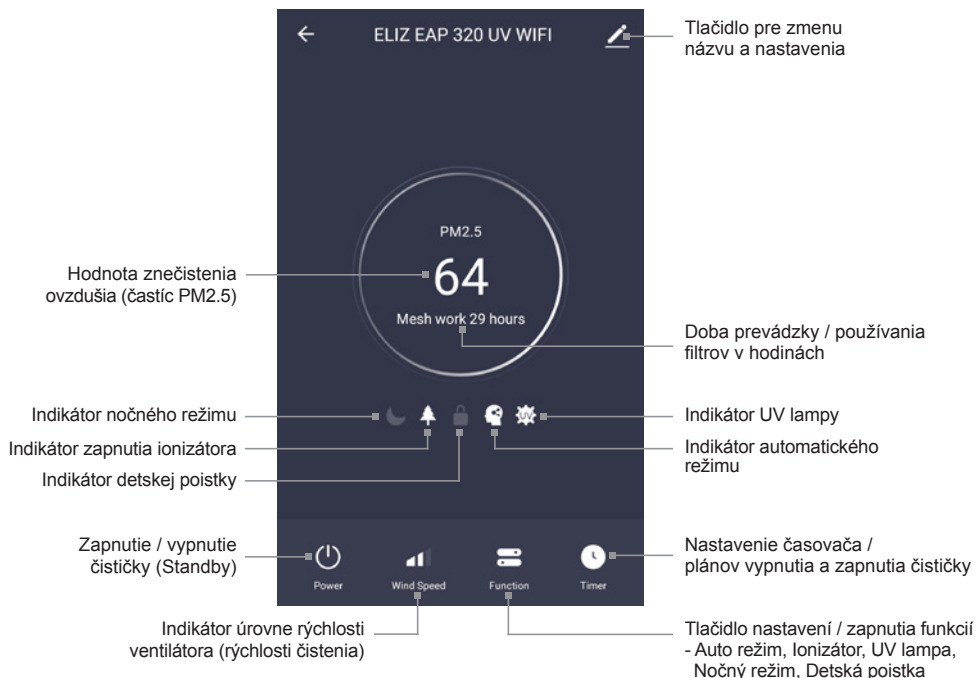 ELIZ EAP 320 UV WIFI
Tlačidlo pre zmenu
názvu a nastavenia
PM2.5
64
Mesh work 29 hours
Hodnota znečistenia
ovzdušia (častíc PM2.5)
Doba prevádzky / používania
filtrov v hodinách
Indikátor nočného režimu
Indikátor zapnutia ionizátora
Indikátor detskej poistky
UV
Indikátor UV lampy
Indikátor automatického
režimu
Zapnutie / vypnutie
čističky (Standby)
Power
Wind Speed
Function
Timer
Nastavenie časovača /
plánov vypnutia a zapnutia čističky
Indikátor úrovne rýchlosti
ventilátora (rýchlosti čistenia)
Tlačidlo nastavení / zapnutia funkcií
- Auto režim, Ionizátor, UV lampa,
Nočný režim, Detská poistka